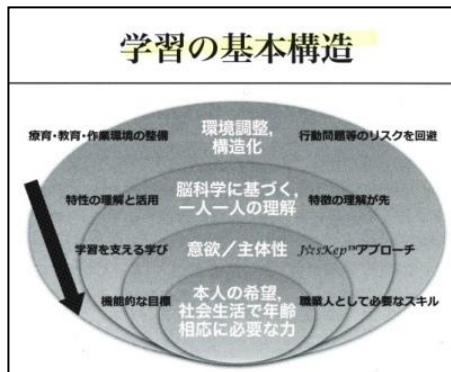 学習の基本構造
療育・教育・作業環境の整備
環境調整,
構造化
行動問題等のリスクを回避
特性の理解と活用
脳科学に基づく,
一人一人の理解
特徴の理解が先
学習を支える学び
意欲／主体性
J☆sKep™アプローチ
機能的な目標
本人の希望,
社会生活で年齢
相応に必要な力
職業人として必要なスキル